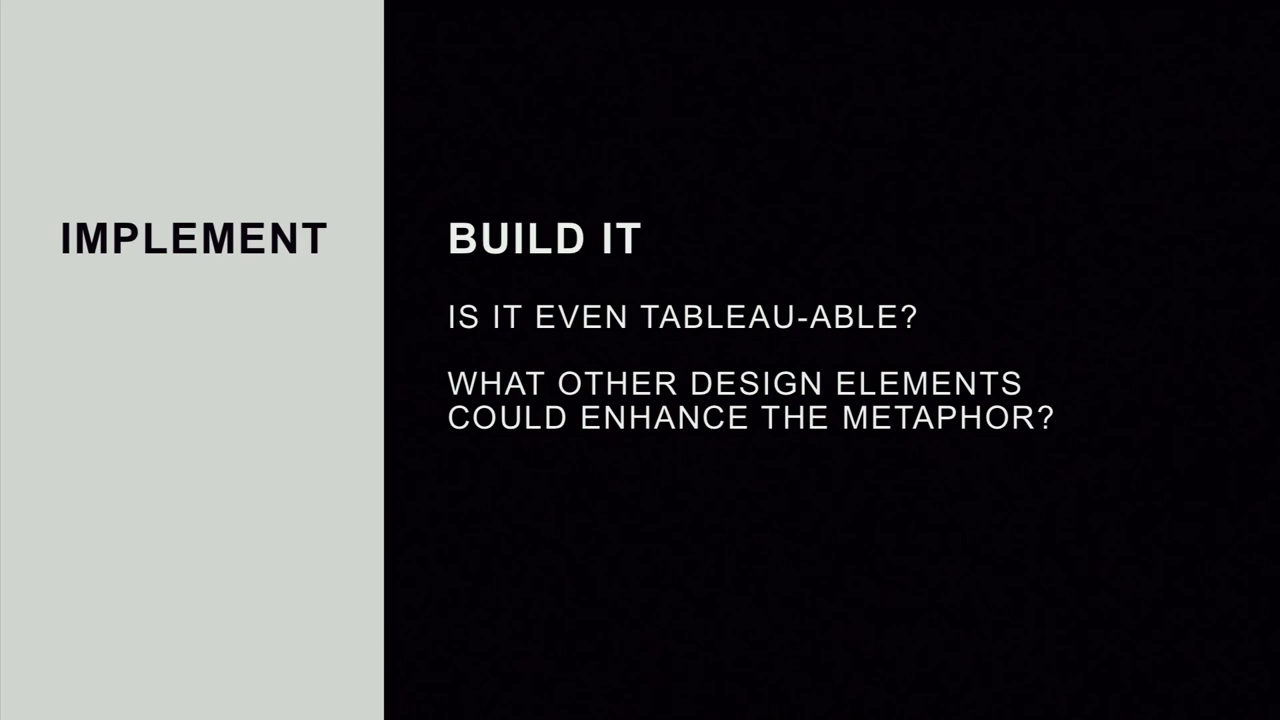 IMPLEMENT
BUILD IT
IS IT EVEN TABLEAU-ABLE?
WHAT OTHER DESIGN ELEMENTS
COULD ENHANCE THE METAPHOR?